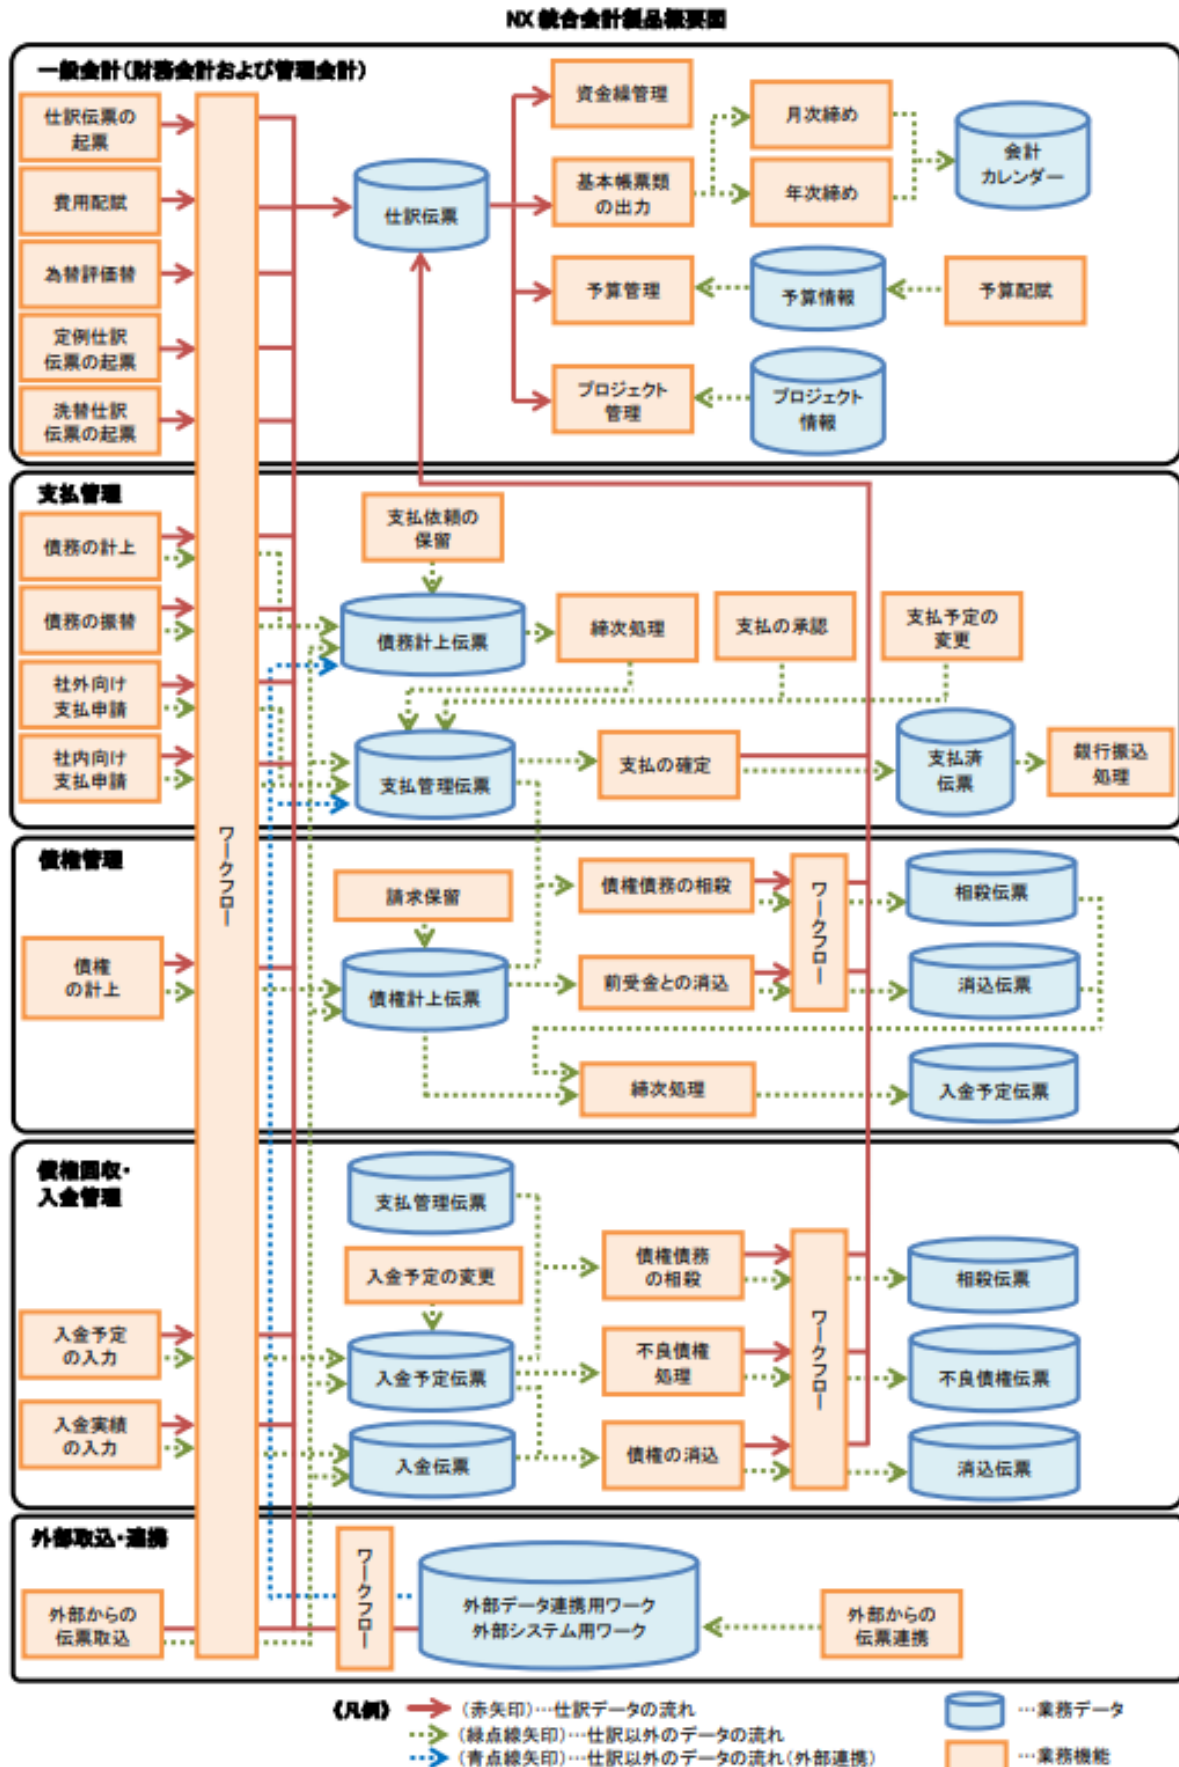 NX 統合会計製品概要図
一般会計(財務会計および管理会計)
仕訳伝票の
起票
費用配賦
為替評価替
定例仕訳
伝票の起票
洗替仕訳
伝票の起票
ワークフロー
仕訳伝票
資金繰管理
基本帳票類
の出力
予算管理
プロジェクト
管理
月次締め
年次締め
会計
カレンダー
予算情報
予算配賦
プロジェクト
情報
支払管理
債務の計上
債務の振替
社外向け
支払申請
社内向け
支払申請
支払依頼の
保留
債務計上伝票
締次処理
支払の承認
支払予定の
変更
支払管理伝票
支払の確定
支払済
伝票
銀行振込
処理
債権管理
債権
の計上
請求保留
債権計上伝票
債権債務の相殺
前受金との消込
ワークフロー
相殺伝票
消込伝票
締次処理
入金予定伝票
債権回収・
入金管理
入金予定
の入力
入金実績
の入力
支払管理伝票
入金予定の変更
入金予定伝票
入金伝票
債権債務
の相殺
不良債権
処理
債権の消込
ワークフロー
相殺伝票
不良債権伝票
消込伝票
外部取込・連携
外部からの
伝票取込
ワークフロー
外部データ連携用ワーク
外部システム用ワーク
外部からの
伝票連携
《凡例》
(赤矢印)…仕訳データの流れ
(緑点線矢印)…仕訳以外のデータの流れ
(青点線矢印)…仕訳以外のデータの流れ(外部連携)
…業務データ
…業務機能